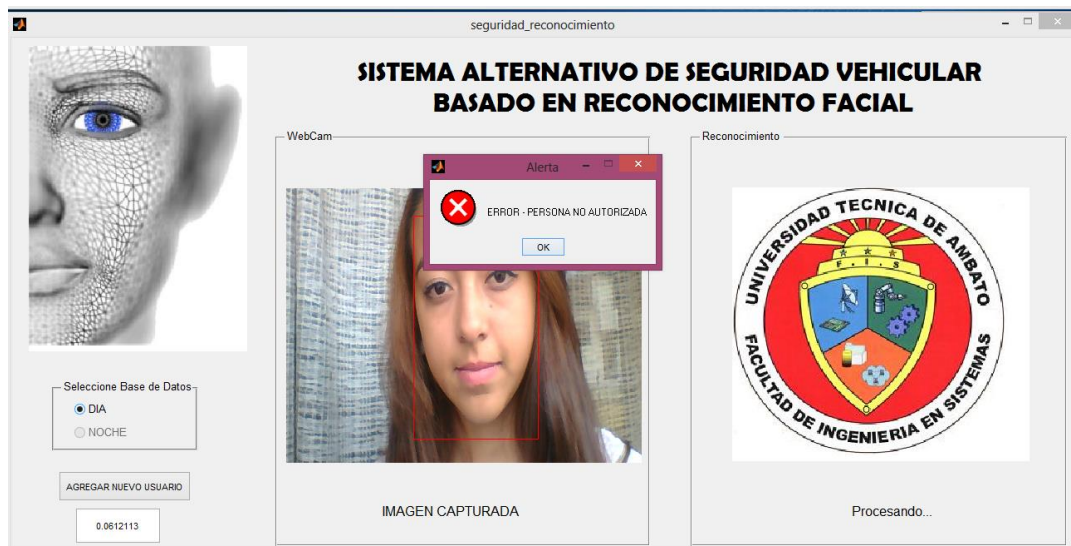 seguridad_reconocimiento
SISTEMA ALTERNATIVO DE SEGURIDAD VEHICULAR
BASADO EN RECONOCIMIENTO FACIAL
WebCam
Reconocimiento
Alerta
ERROR - PERSONA NO AUTORIZADA
OK
UNIVERSIDAD TECNICA DE AMBATO
F. I. S
FACULTAD DE INGENIERIA EN SISTEMAS
Seleccione Base de Datos
DIA
NOCHE
AGREGAR NUEVO USUARIO
0.0612113
IMAGEN CAPTURADA
Procesando...